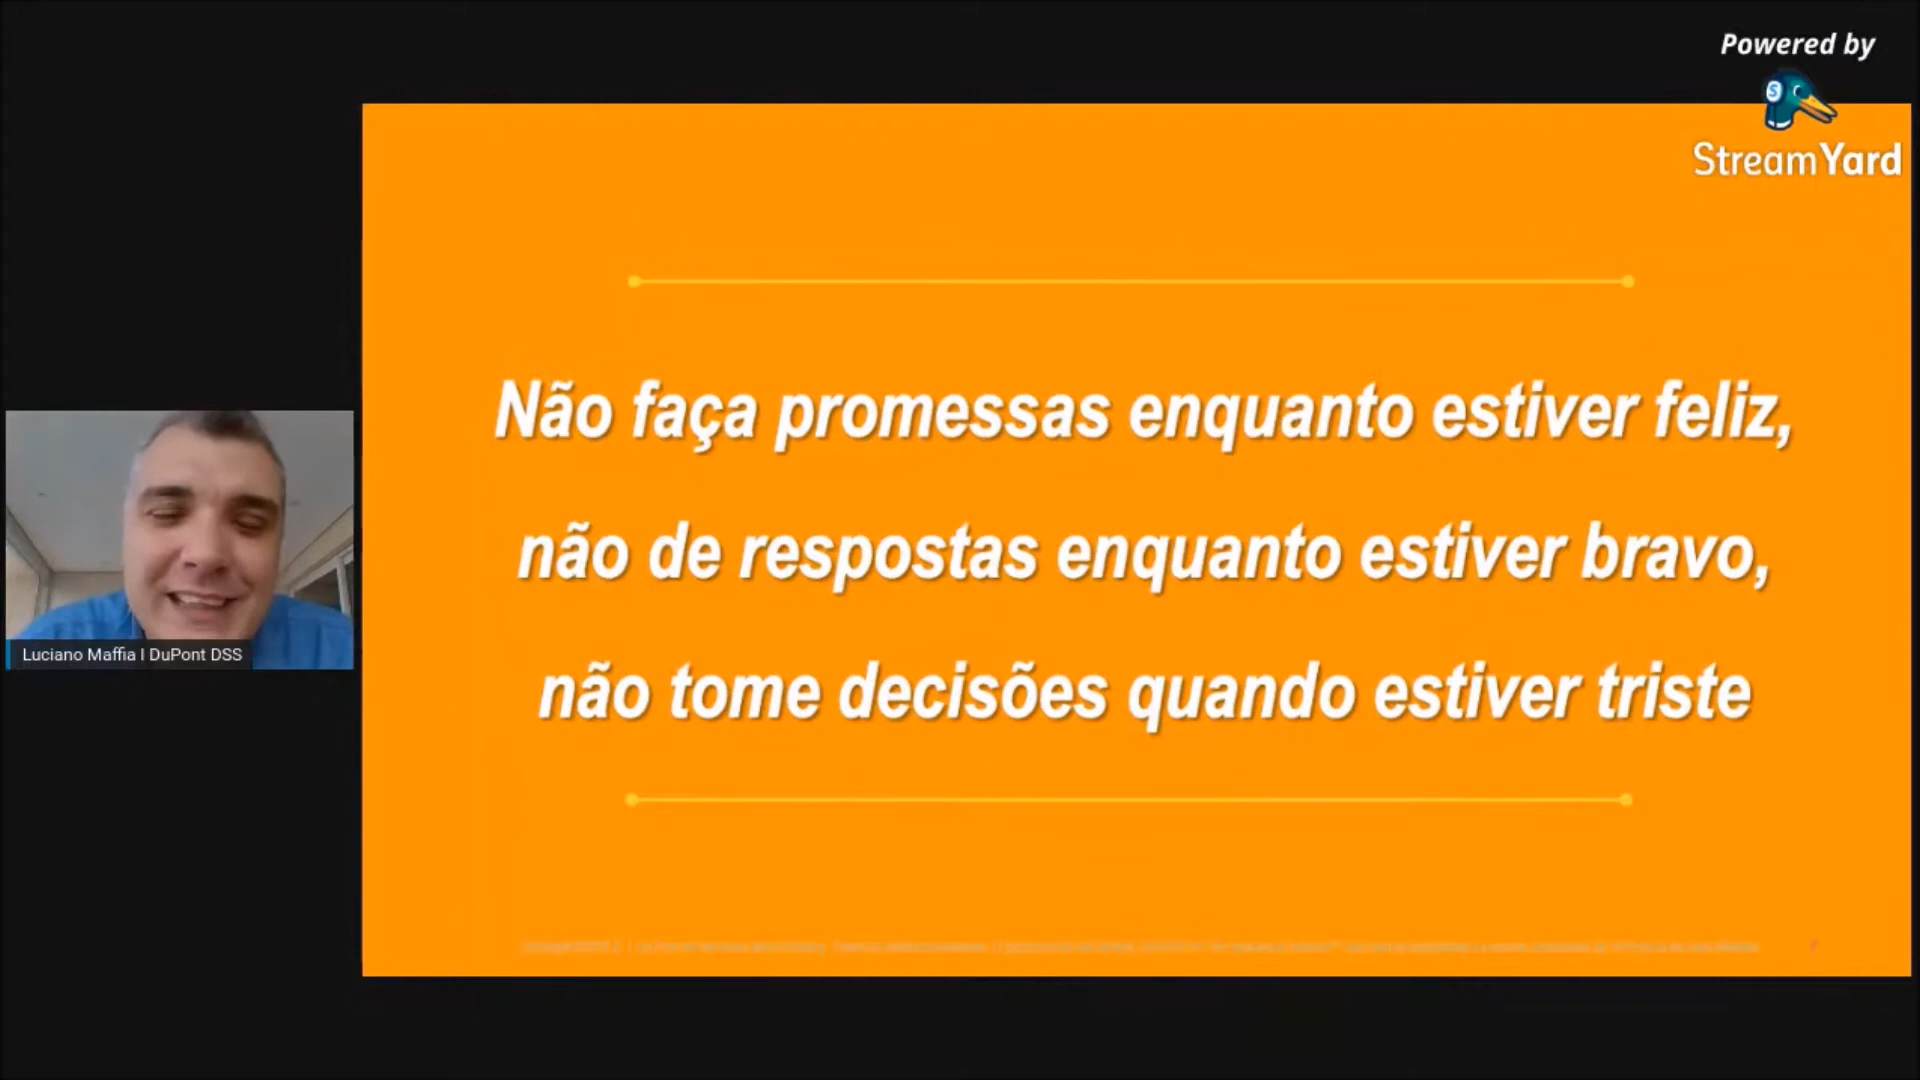 Powered by
StreamYard
Não faça promessas enquanto estiver feliz,
não de respostas enquanto estiver bravo,
não tome decisões quando estiver triste
Luciano Maffia I DuPont DSS